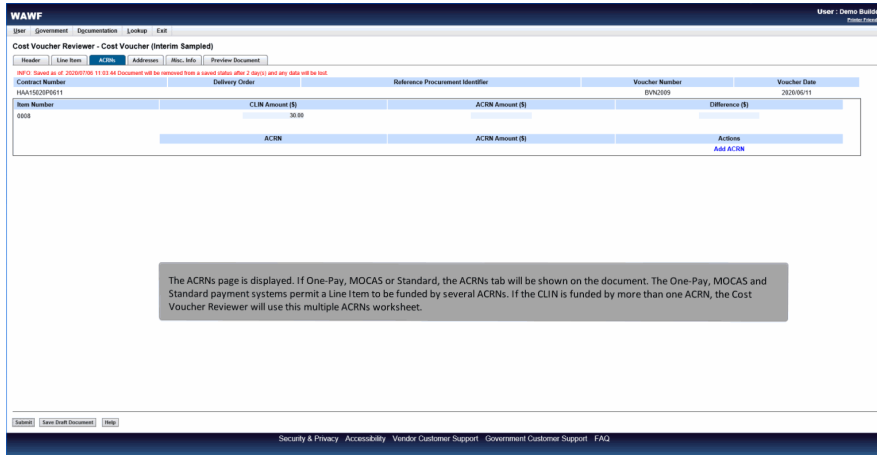 WAWF
User : Demo Builde
Printer Friend
User Government Documentation Lookup Exit
Cost Voucher Reviewer - Cost Voucher (Interim Sampled)
Header Line Item ACRNs Addresses Misc. Info Preview Document
INFO: Saved as of: 2020/07/06 11:03:44 Document will be removed from a saved status after 2 day(s) and any data will be lost.
Contract Number Delivery Order Reference Procurement Identifier Voucher Number Voucher Date
HAA15020P0611 BVN2009 2020/06/11
Item Number CLIN Amount ($) ACRN Amount ($) Difference ($)
0008 30.00
ACRN ACRN Amount ($) Actions
Add ACRN
The ACRNs page is displayed. If One-Pay, MOCAS or Standard, the ACRNs tab will be shown on the document. The One-Pay, MOCAS and
Standard payment systems permit a Line Item to be funded by several ACRNs. If the CLIN is funded by more than one ACRN, the Cost
Voucher Reviewer will use this multiple ACRNs worksheet.
Submit Save Draft Document Help
Security & Privacy Accessibility Vendor Customer Support Government Customer Support FAQ